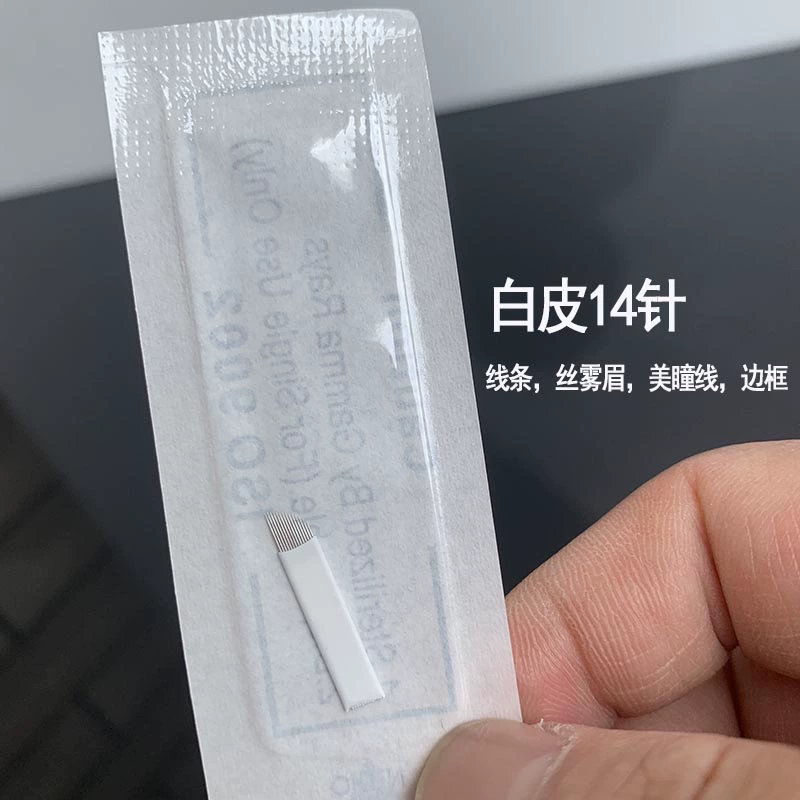 白皮14针
线条，丝雾眉，美瞳线，边框
ISO 9002
(For Single Use Only)
Sterilized By Gamma Rays